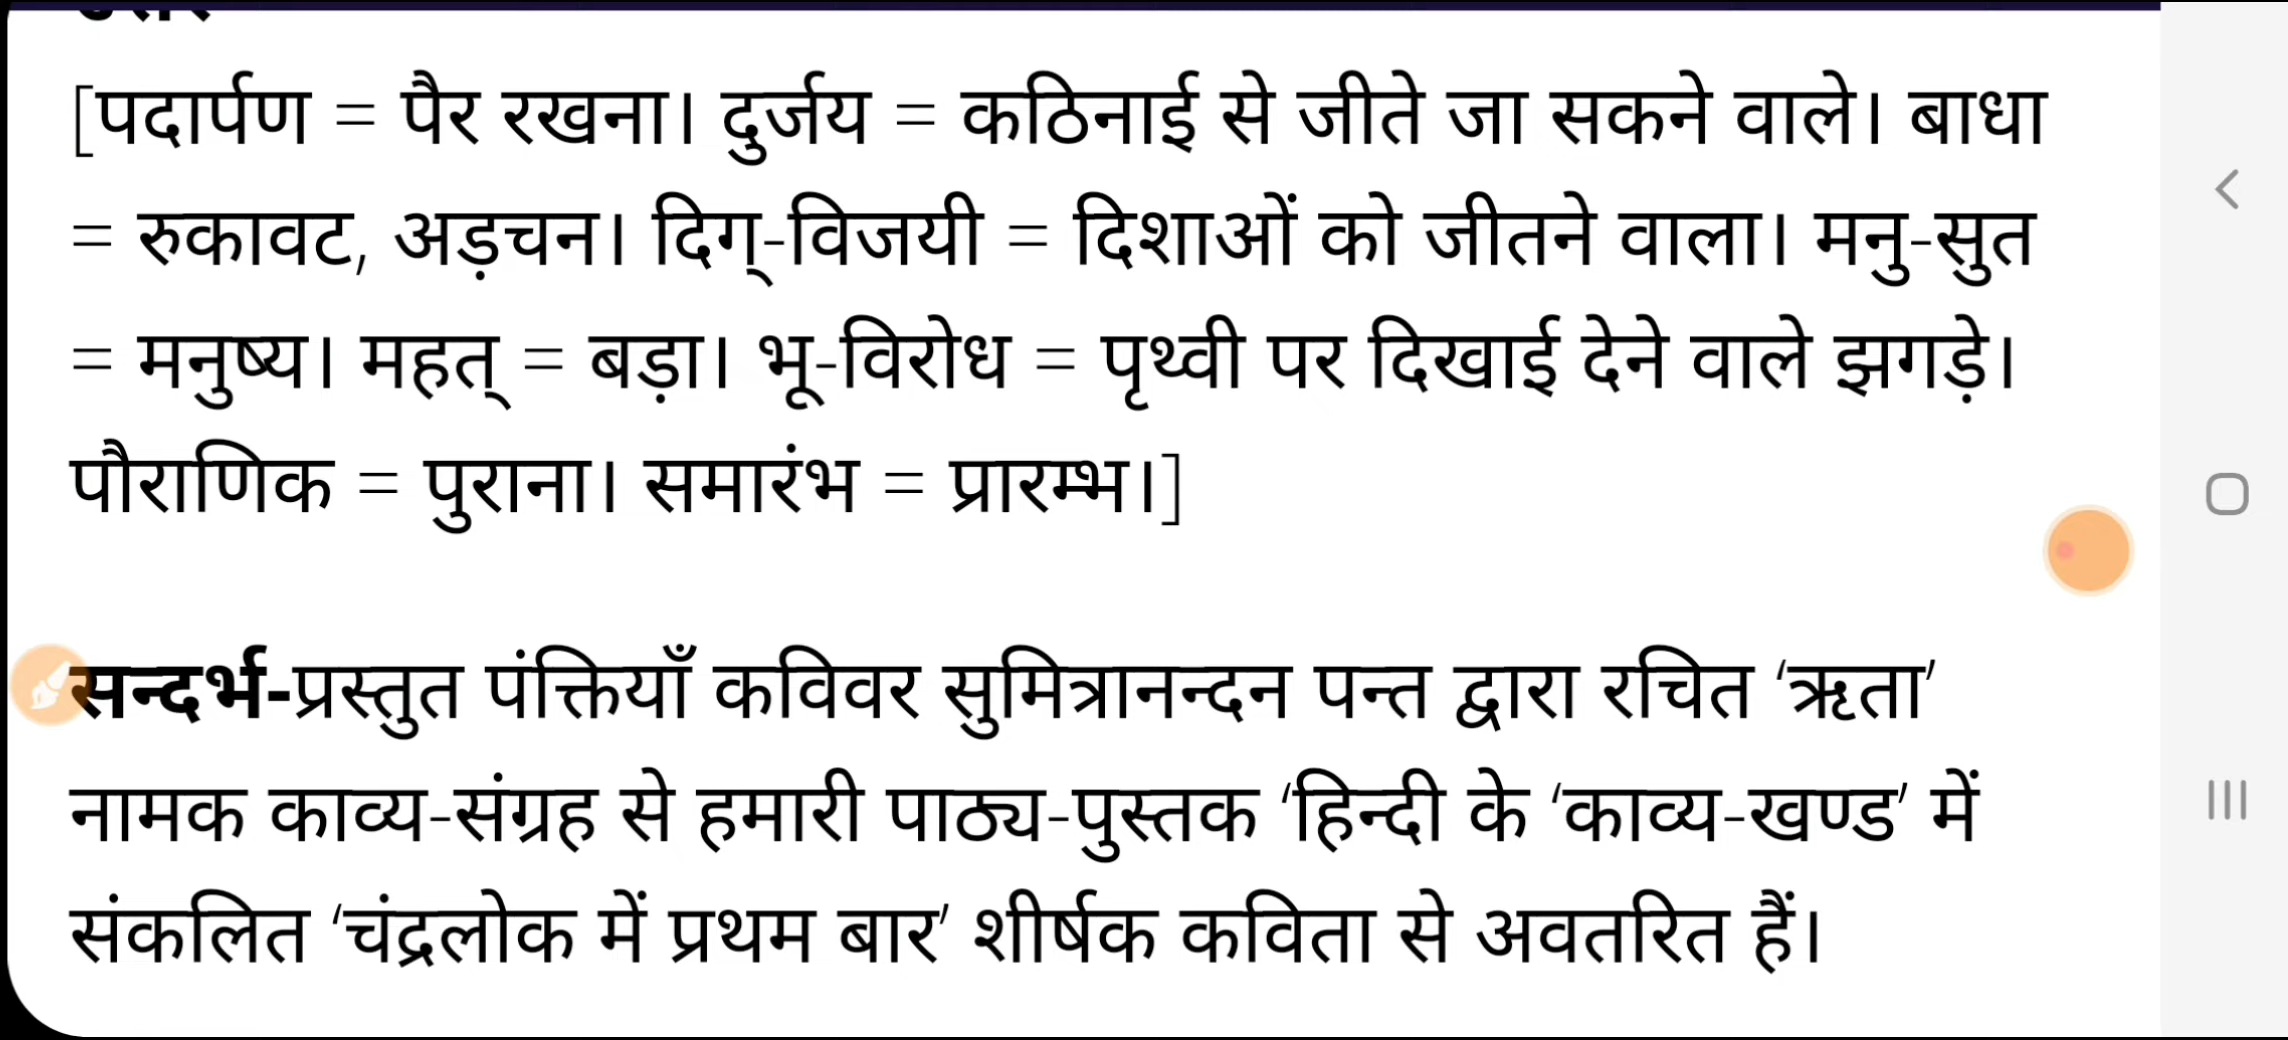 [पदार्पण = पैर रखना। दुर्जय = कठिनाई से जीते जा सकने वाले। बाधा
= रुकावट, अड़चन। दिग्-विजयी = दिशाओं को जीतने वाला। मनु-सुत
= मनुष्य। महत् = बड़ा। भू-विरोध = पृथ्वी पर दिखाई देने वाले झगड़े।
पौराणिक = पुराना। समारंभ = प्रारम्भ।]
सन्दर्भ-प्रस्तुत पंक्तियाँ कविवर सुमित्रानन्दन पन्त द्वारा रचित ‘ऋता’
नामक काव्य-संग्रह से हमारी पाठ्य-पुस्तक ‘हिन्दी के ‘काव्य-खण्ड’ में
संकलित ‘चंद्रलोक में प्रथम बार’ शीर्षक कविता से अवतरित हैं।